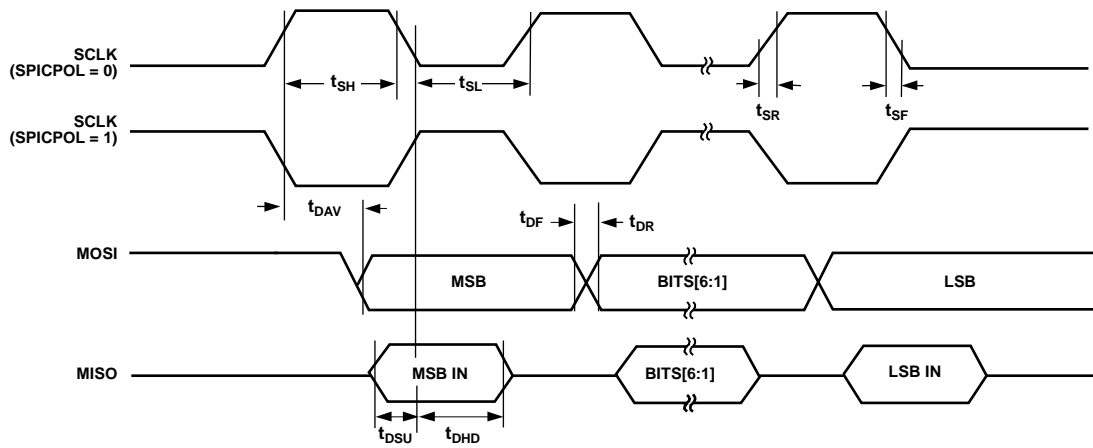 SCLK
(SPICPOL = 0)
tSH
tSL
tSR
tSF
SCLK
(SPICPOL = 1)
tDAV
tDF
tDR
MOSI
MSB
BITS[6:1]
LSB
MISO
MSB IN
BITS[6:1]
LSB IN
tDSU
tDHD